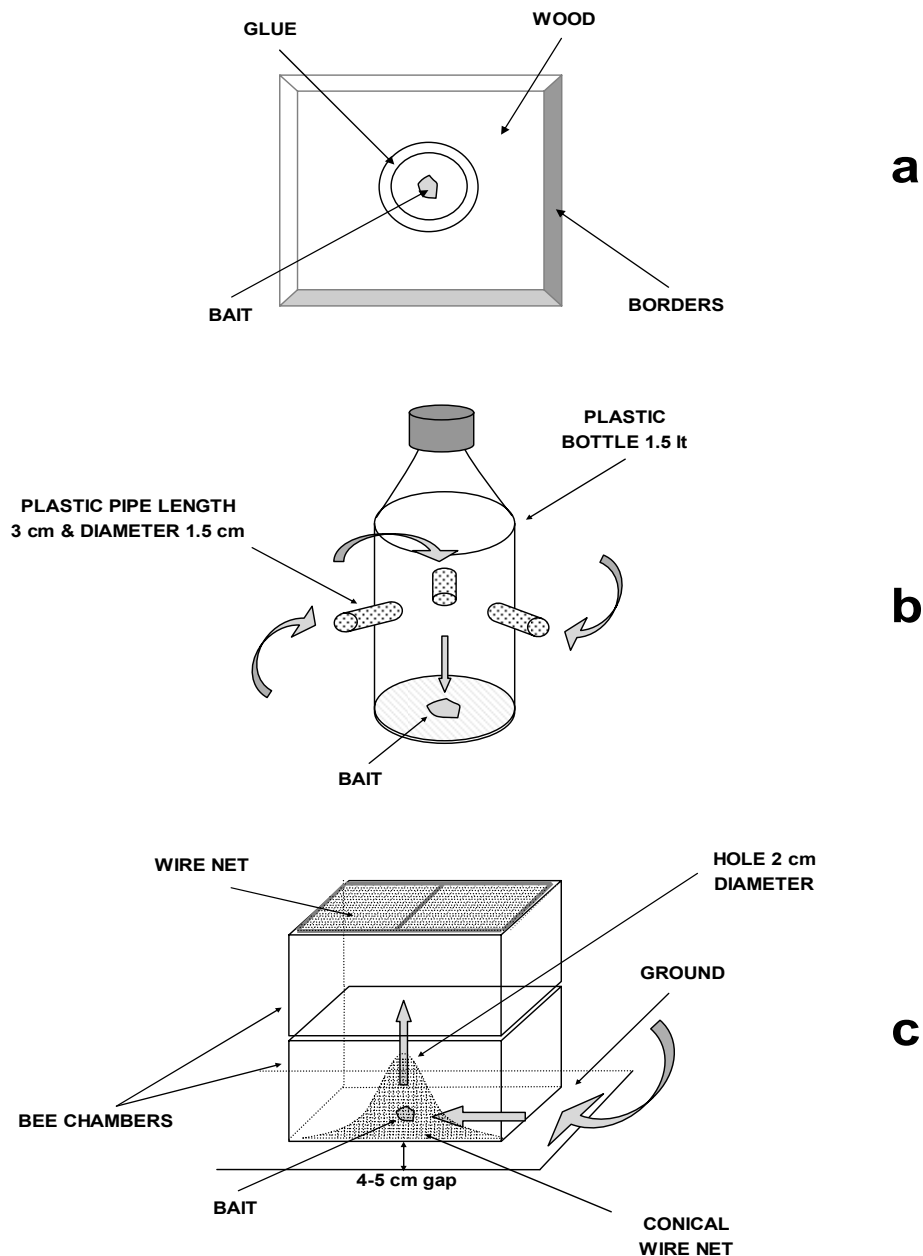 GLUE
WOOD
a
BAIT
BORDERS
PLASTIC
BOTTLE 1.5 lt
PLASTIC PIPE LENGTH
3 cm & DIAMETER 1.5 cm
b
BAIT
WIRE NET
HOLE 2 cm
DIAMETER
GROUND
c
BEE CHAMBERS
4-5 cm gap
BAIT
CONICAL
WIRE NET